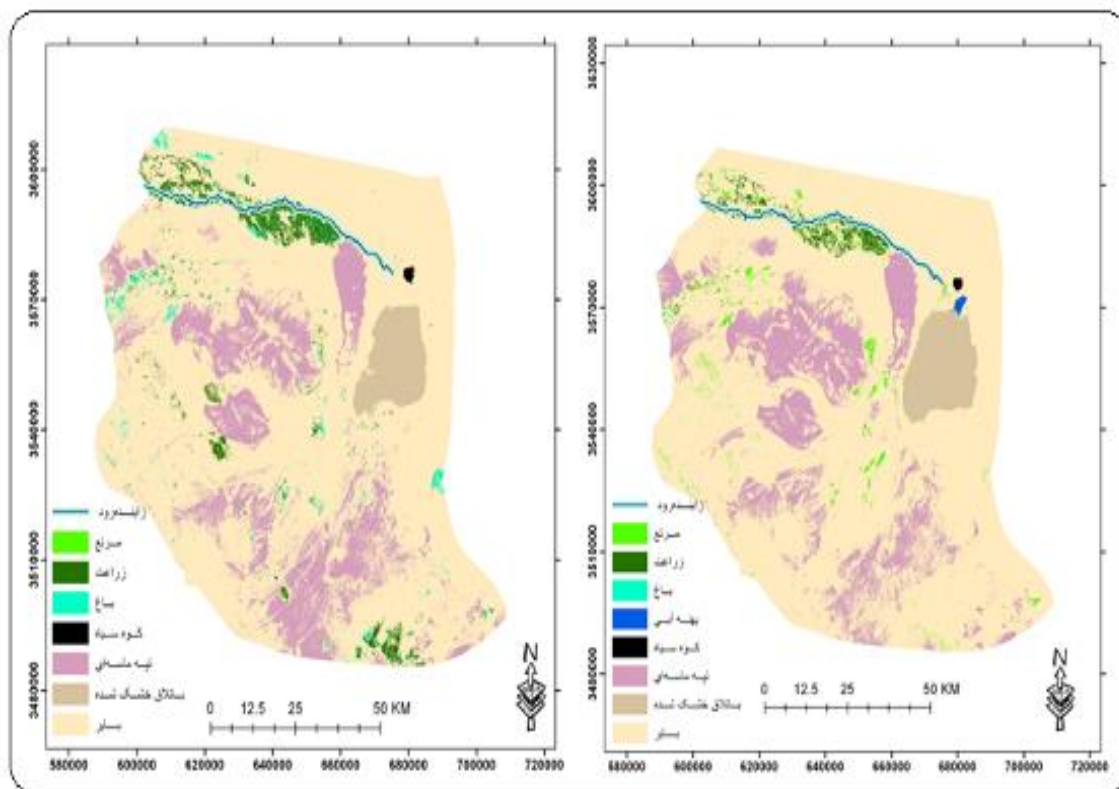 3600000
3570000
3540000
3510000
3480000
زاینده‌رود
مرتع
زراعت
باغ
کوه سیاه
تپه ماسه‌ای
باتلاق خشک شده
بایر
0 12.5 25 50 KM
N
580000 600000 620000 640000 660000 680000 700000 720000
3630000
3600000
3570000
3540000
3510000
3480000
زاینده‌رود
مرتع
زراعت
باغ
پهنه آبی
کوه سیاه
تپه ماسه‌ای
باتلاق خشک شده
بایر
0 12.5 25 50 KM
N
600000 620000 640000 660000 680000 700000 720000